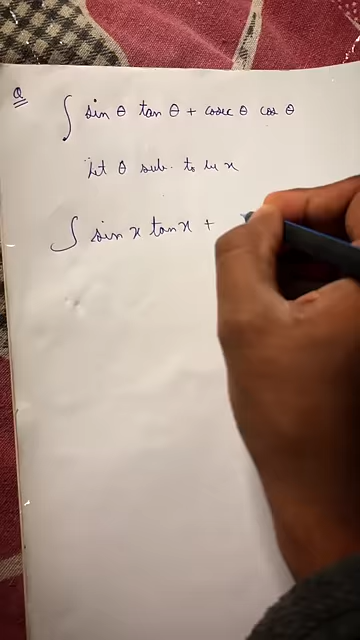 Q
∫ sin θ tan θ + cosec θ cos θ
Let θ sub. to be x
∫ sin x tan x +